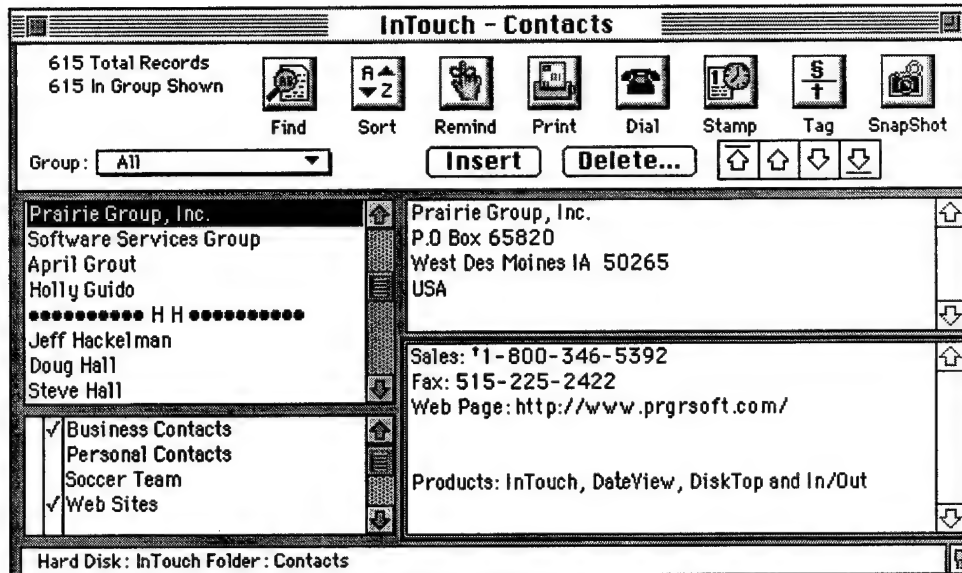 InTouch - Contacts
615 Total Records
615 In Group Shown
Find
Sort
Remind
Print
Dial
Stamp
Tag
SnapShot
Group: All
Insert
Delete...
Prairie Group, Inc.
Software Services Group
April Grout
Holly Guido
●●●●●●●●●● H H ●●●●●●●●●●
Jeff Hackelman
Doug Hall
Steve Hall
Prairie Group, Inc.
P.O Box 65820
West Des Moines IA 50265
USA
✓ Business Contacts
Personal Contacts
Soccer Team
✓ Web Sites
Sales: †1-800-346-5392
Fax: 515-225-2422
Web Page: http://www.prgrsoft.com/
Products: InTouch, DateView, DiskTop and In/Out
Hard Disk: InTouch Folder: Contacts